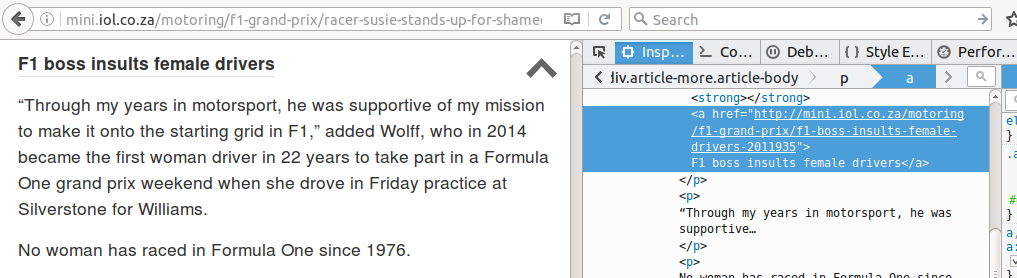 mini.iol.co.za/motoring/f1-grand-prix/racer-susie-stands-up-for-shame
Search
F1 boss insults female drivers
“Through my years in motorsport, he was supportive of my mission
to make it onto the starting grid in F1,” added Wolff, who in 2014
became the first woman driver in 22 years to take part in a Formula
One grand prix weekend when she drove in Friday practice at
Silverstone for Williams.
No woman has raced in Formula One since 1976.
Insp... Co... Deb... { } Style E... Perfor...
div.article-more.article-body p a
<strong></strong>
<a href="http://mini.iol.co.za/motoring
/f1-grand-prix/f1-boss-insults-female-
drivers-2011935">
F1 boss insults female drivers</a>
</p>
<p>
“Through my years in motorsport, he was
supportive…
</p>
<p>
No woman has raced in Formula One since
el
}
.a
#
}
a,
a: